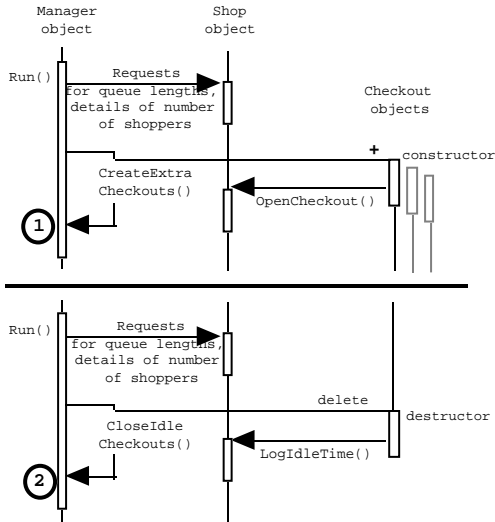 Manager
object
Shop
object
Run()
Requests
for queue lengths,
details of number
of shoppers
Checkout
objects
+
constructor
CreateExtra
Checkouts()
OpenCheckout()
1
Run()
Requests
for queue lengths,
details of number
of shoppers
delete
destructor
CloseIdle
Checkouts()
LogIdleTime()
2